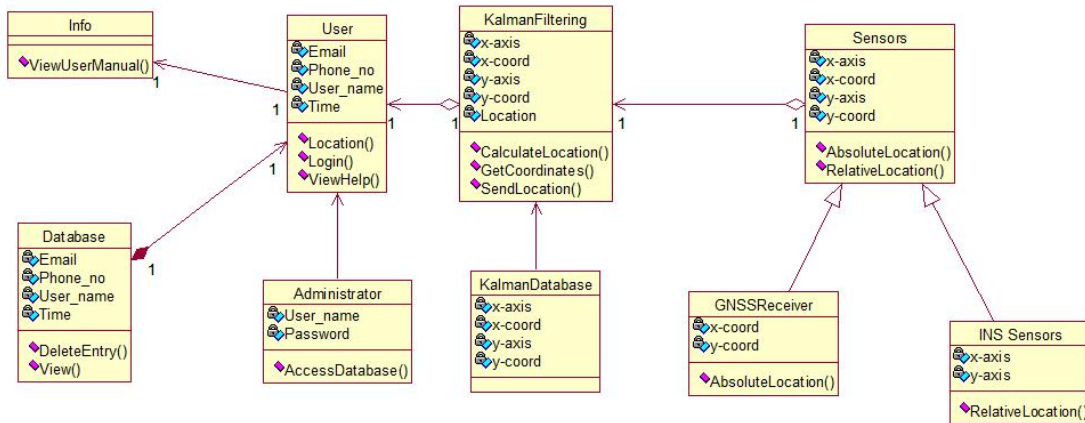 Info
ViewUserManual()
1
User
Email
Phone_no
User_name
Time
Location()
Login()
ViewHelp()
1
1
1
KalmanFiltering
x-axis
x-coord
y-axis
y-coord
Location
CalculateLocation()
GetCoordinates()
SendLocation()
1
1
Sensors
x-axis
x-coord
y-axis
y-coord
AbsoluteLocation()
RelativeLocation()
1
Database
Email
Phone_no
User_name
Time
DeleteEntry()
View()
1
Administrator
User_name
Password
AccessDatabase()
KalmanDatabase
x-axis
x-coord
y-axis
y-coord
GNSSReceiver
x-coord
y-coord
AbsoluteLocation()
INS Sensors
x-axis
y-axis
RelativeLocation()